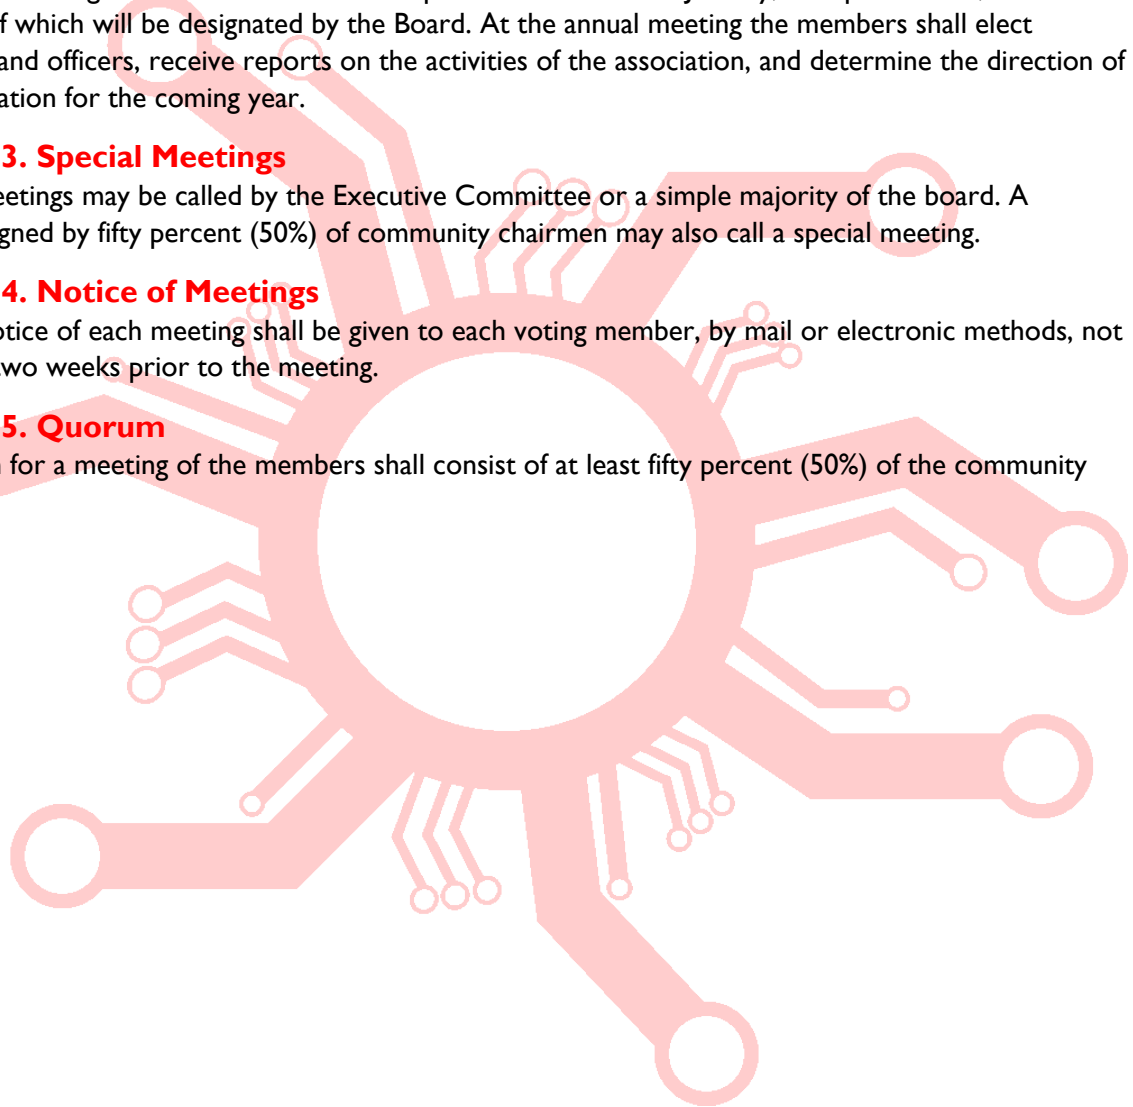 f which will be designated by the Board. At the annual meeting the members shall elect
and officers, receive reports on the activities of the association, and determine the direction of
ation for the coming year.
3. Special Meetings
eetings may be called by the Executive Committee or a simple majority of the board. A
gned by fifty percent (50%) of community chairmen may also call a special meeting.
4. Notice of Meetings
otice of each meeting shall be given to each voting member, by mail or electronic methods, not
two weeks prior to the meeting.
5. Quorum
for a meeting of the members shall consist of at least fifty percent (50%) of the community